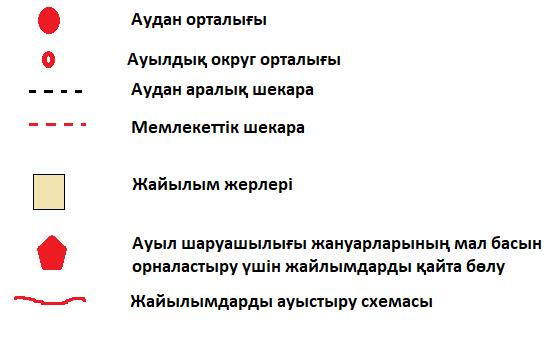 Аудан орталығы
Ауылдық округ орталығы
Аудан аралық шекара
Мемлекеттік шекара
Жайылым жерлері
Ауыл шаруашылығы жануарларының мал басын
орналастыру үшін жайлымдарды қайта бөлу
Жайылымдарды ауыстыру схемасы